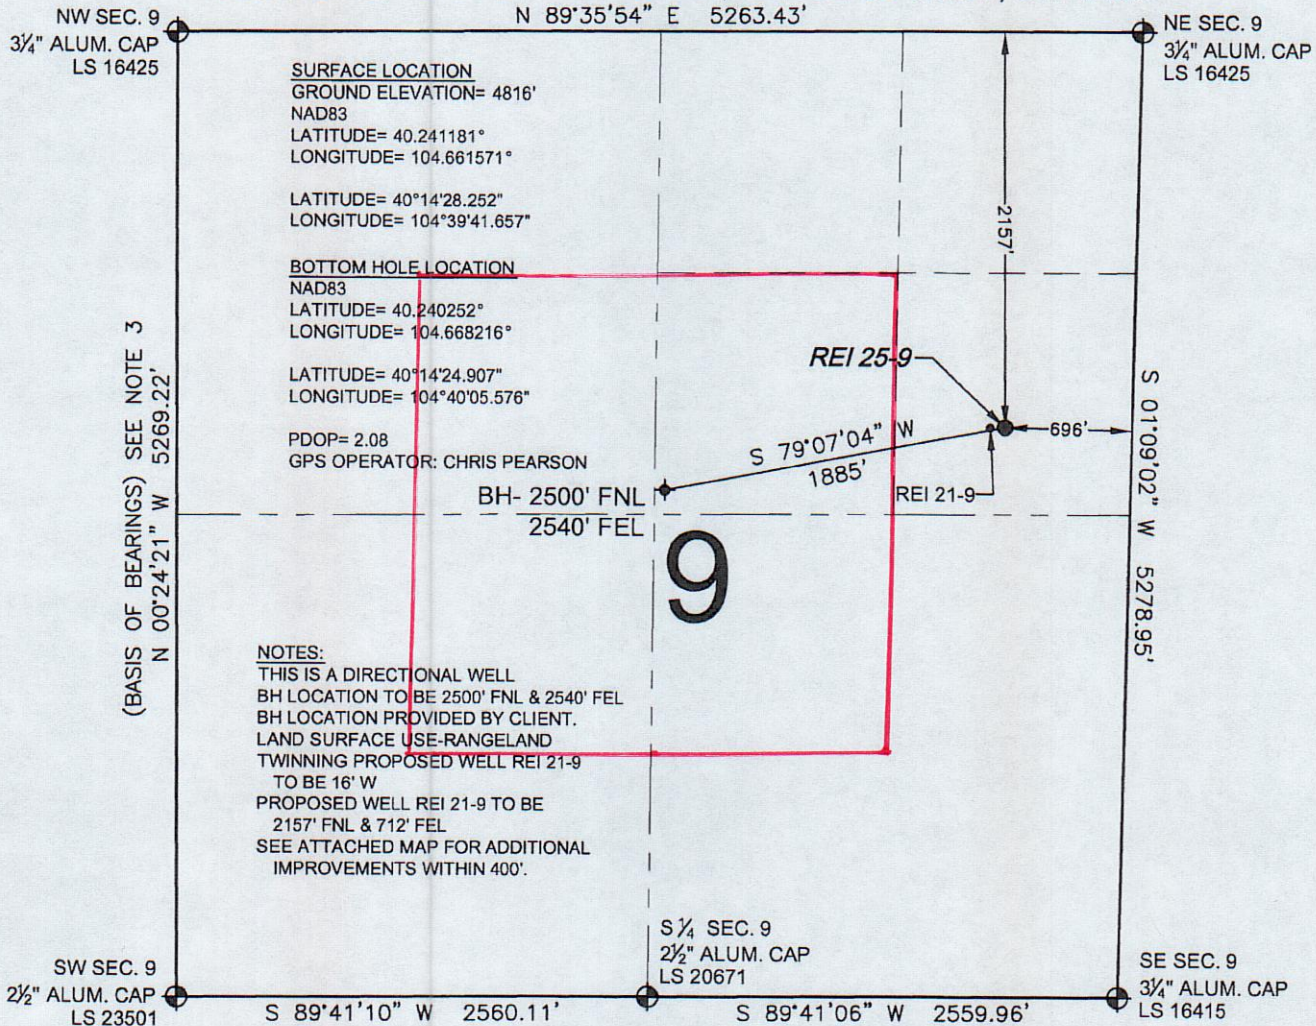 N 89°35'54" E 5263.43'
NW SEC. 9
3¼" ALUM. CAP
LS 16425
NE SEC. 9
3¼" ALUM. CAP
LS 16425
SURFACE LOCATION
GROUND ELEVATION= 4816'
NAD83
LATITUDE= 40.241181°
LONGITUDE= 104.661571°
LATITUDE= 40°14'28.252"
LONGITUDE= 104°39'41.657"
BOTTOM HOLE LOCATION
NAD83
LATITUDE= 40.240252°
LONGITUDE= 104.668216°
LATITUDE= 40°14'24.907"
LONGITUDE= 104°40'05.576"
PDOP= 2.08
GPS OPERATOR: CHRIS PEARSON
2157'
REI 25-9
696'
S 79°07'04" W
1885'
REI 21-9
BH- 2500' FNL
2540' FEL
9
(BASIS OF BEARINGS) SEE NOTE 3
N 00°24'21" W 5269.22'
S 01°09'02" W 5278.95'
NOTES:
THIS IS A DIRECTIONAL WELL
BH LOCATION TO BE 2500' FNL & 2540' FEL
BH LOCATION PROVIDED BY CLIENT.
LAND SURFACE USE-RANGELAND
TWINNING PROPOSED WELL REI 21-9
TO BE 16' W
PROPOSED WELL REI 21-9 TO BE
2157' FNL & 712' FEL
SEE ATTACHED MAP FOR ADDITIONAL
IMPROVEMENTS WITHIN 400'.
S ¼ SEC. 9
2½" ALUM. CAP
LS 20671
SW SEC. 9
2½" ALUM. CAP
LS 23501
SE SEC. 9
3¼" ALUM. CAP
LS 16415
S 89°41'10" W 2560.11'
S 89°41'06" W 2559.96'